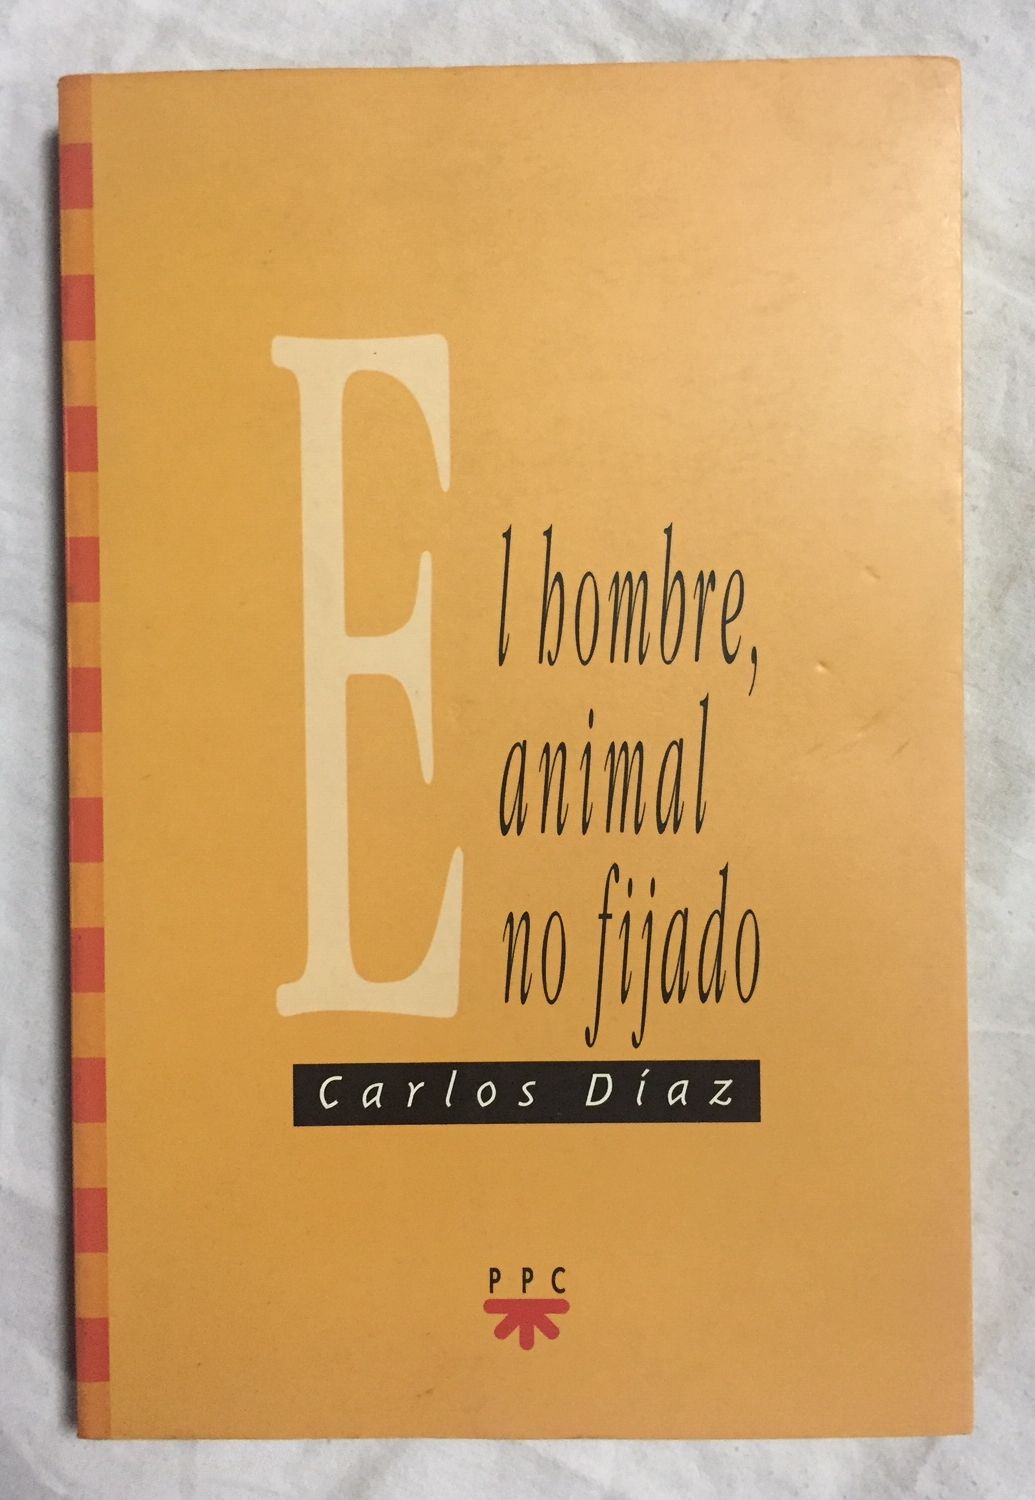 El hombre,
animal
no fijado
Carlos Díaz
PPC